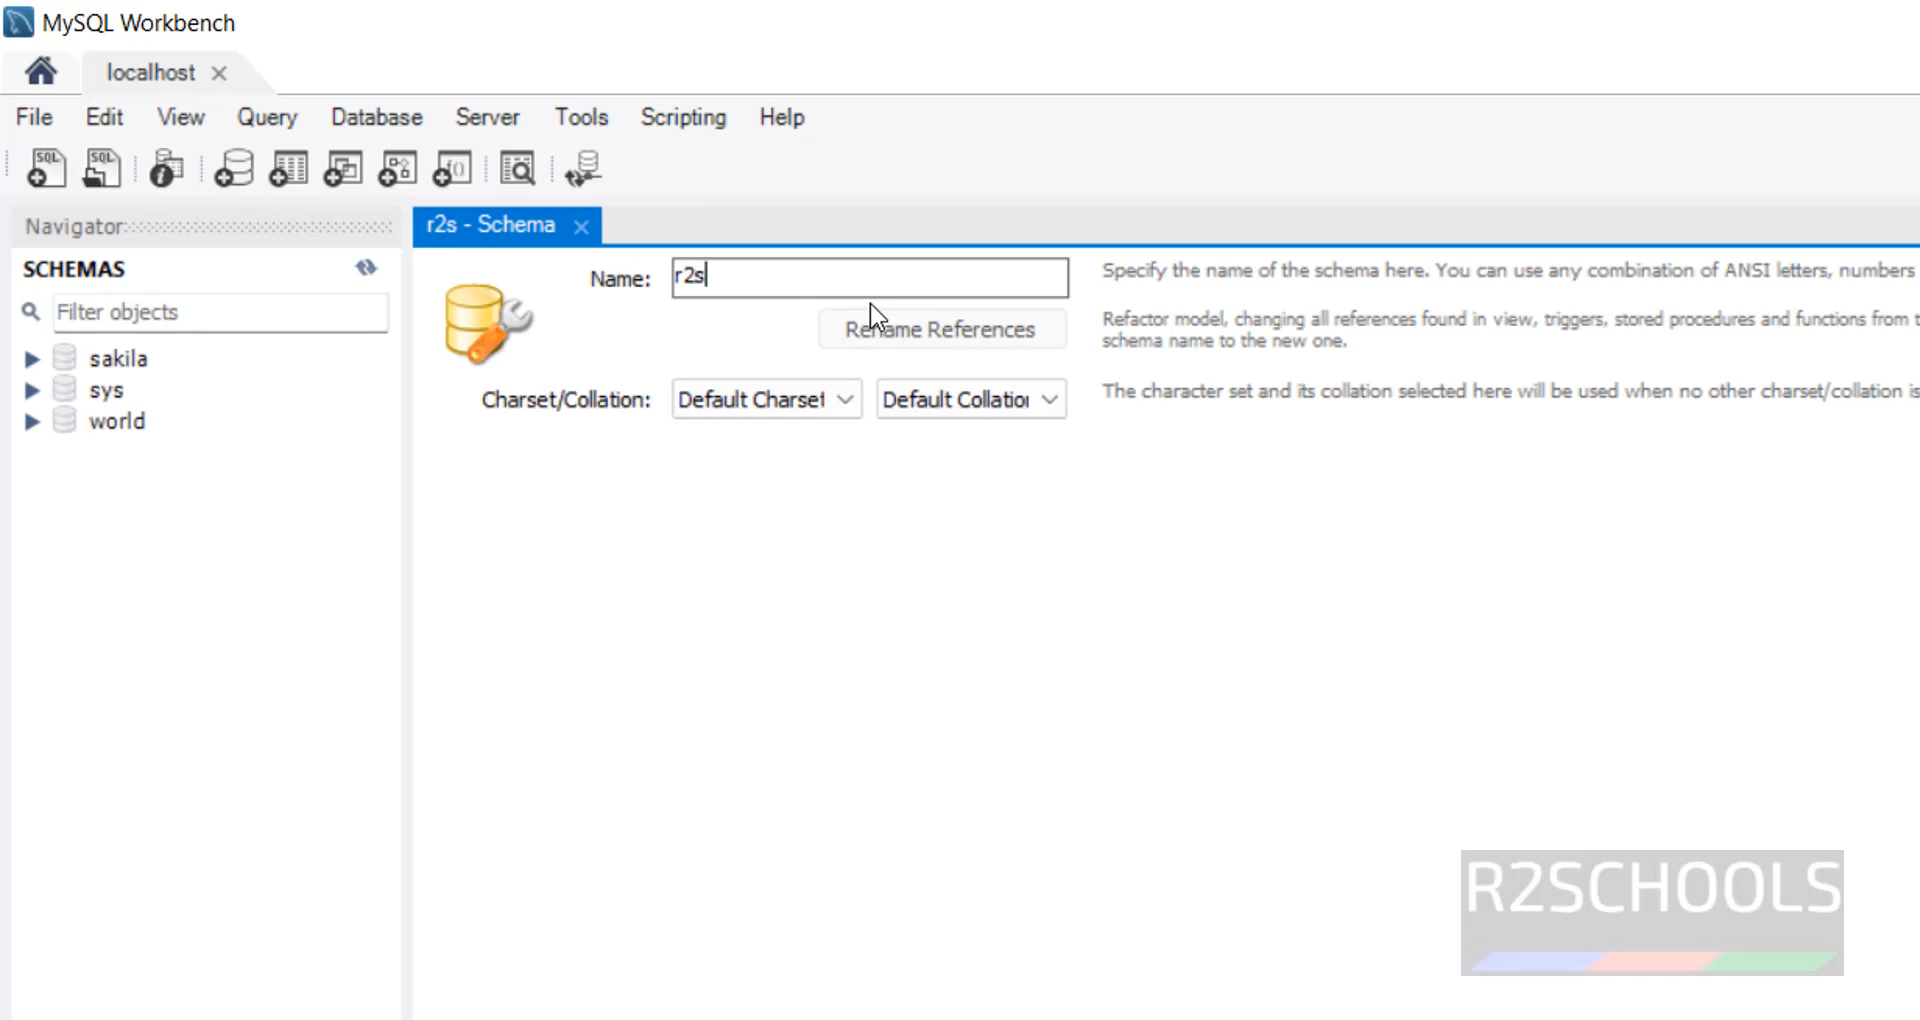 MySQL Workbench
localhost
File Edit View Query Database Server Tools Scripting Help
SQL SQL
Navigator
r2s - Schema
SCHEMAS
Name: r2s
Specify the name of the schema here. You can use any combination of ANSI letters, numbers
Filter objects
Rename References
Refactor model, changing all references found in view, triggers, stored procedures and functions from
schema name to the new one.
sakila
sys
world
Charset/Collation: Default Charset Default Collation
The character set and its collation selected here will be used when no other charset/collation is
R2SCHOOLS